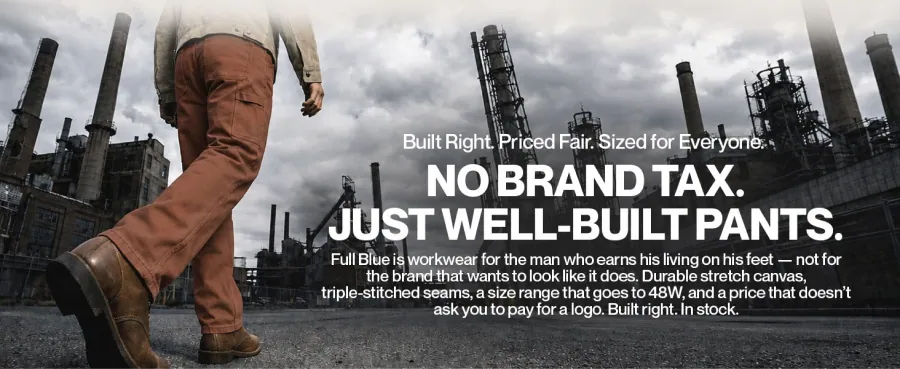 Built Right. Priced Fair. Sized for Everyone.
NO BRAND TAX.
JUST WELL-BUILT PANTS.
Full Blue is workwear for the man who earns his living on his feet — not for
the brand that wants to look like it does. Durable stretch canvas,
triple-stitched seams, a size range that goes to 48W, and a price that doesn’t
ask you to pay for a logo. Built right. In stock.